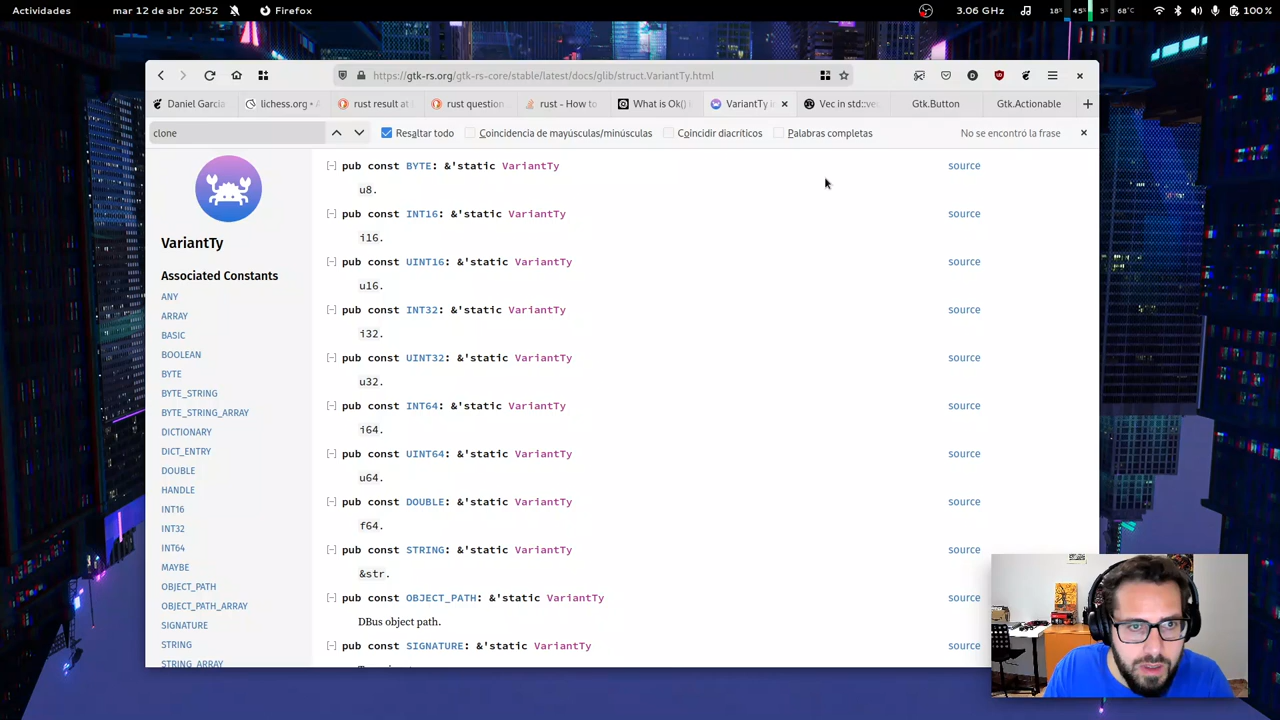 Actividades mar 12 de abr 20:52 Firefox 3.06 GHz 18% 45% 3% 68°C 100 %
https://gtk-rs.org/gtk-rs-core/stable/latest/docs/glib/struct.VariantTy.html
Daniel Garcia lichess.org • rust result at rust question rust - How to What is Ok() VariantTy i Vec in std::ve Gtk.Button Gtk.Actionable
clone Resaltar todo Coincidencia de mayúsculas/minúsculas Coincidir diacríticos Palabras completas No se encontró la frase
VariantTy
Associated Constants
ANY
ARRAY
BASIC
BOOLEAN
BYTE
BYTE_STRING
BYTE_STRING_ARRAY
DICTIONARY
DICT_ENTRY
DOUBLE
HANDLE
INT16
INT32
INT64
MAYBE
OBJECT_PATH
OBJECT_PATH_ARRAY
SIGNATURE
STRING
STRING_ARRAY
[-] pub const BYTE: &'static VariantTy source
u8.
[-] pub const INT16: &'static VariantTy source
i16.
[-] pub const UINT16: &'static VariantTy source
u16.
[-] pub const INT32: &'static VariantTy source
i32.
[-] pub const UINT32: &'static VariantTy source
u32.
[-] pub const INT64: &'static VariantTy source
i64.
[-] pub const UINT64: &'static VariantTy source
u64.
[-] pub const DOUBLE: &'static VariantTy source
f64.
[-] pub const STRING: &'static VariantTy source
&str.
[-] pub const OBJECT_PATH: &'static VariantTy source
DBus object path.
[-] pub const SIGNATURE: &'static VariantTy source